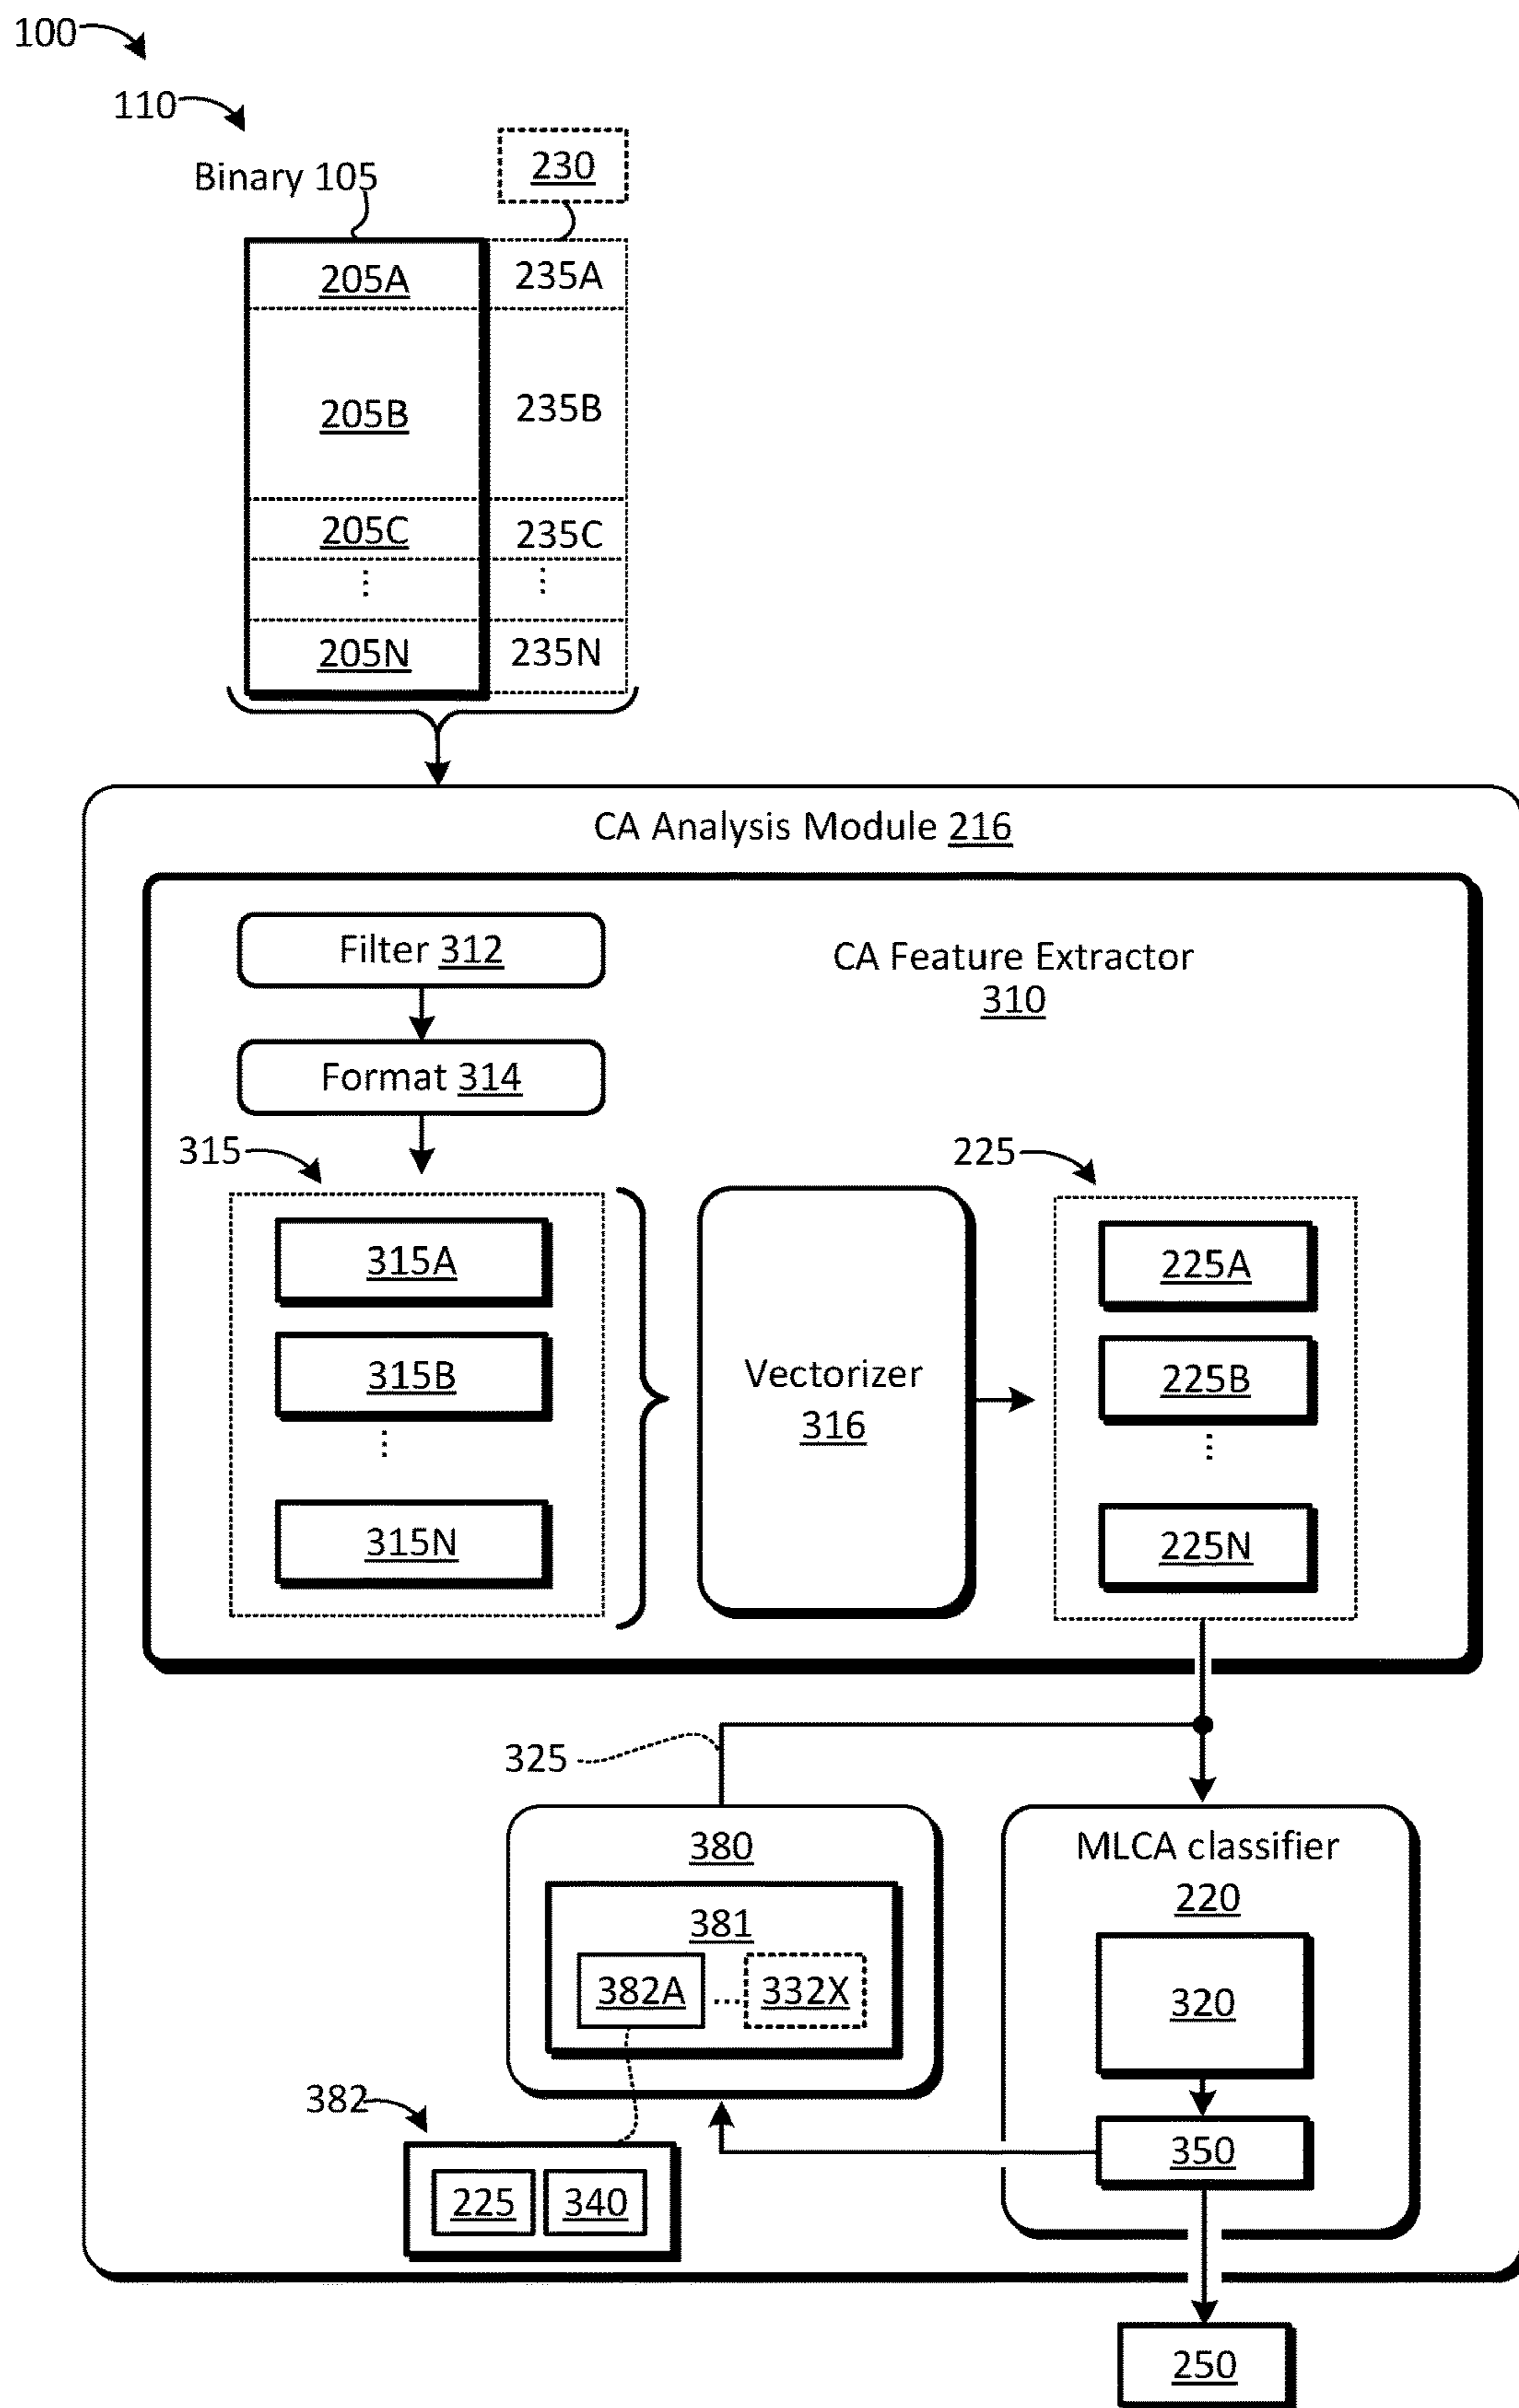 100
110
Binary 105
230
205A 235A
205B 235B
205C 235C
⋮ ⋮
205N 235N
CA Analysis Module 216
Filter 312
CA Feature Extractor
310
Format 314
315
225
315A
225A
315B
225B
Vectorizer
316
⋮ ⋮
315N
225N
325
380
MLCA classifier
220
381
382A ... 332X
320
382
350
225 340
250